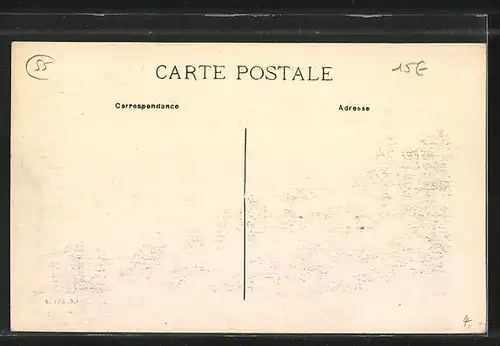 55
CARTE POSTALE
15€
Correspondance
Adresse
4.